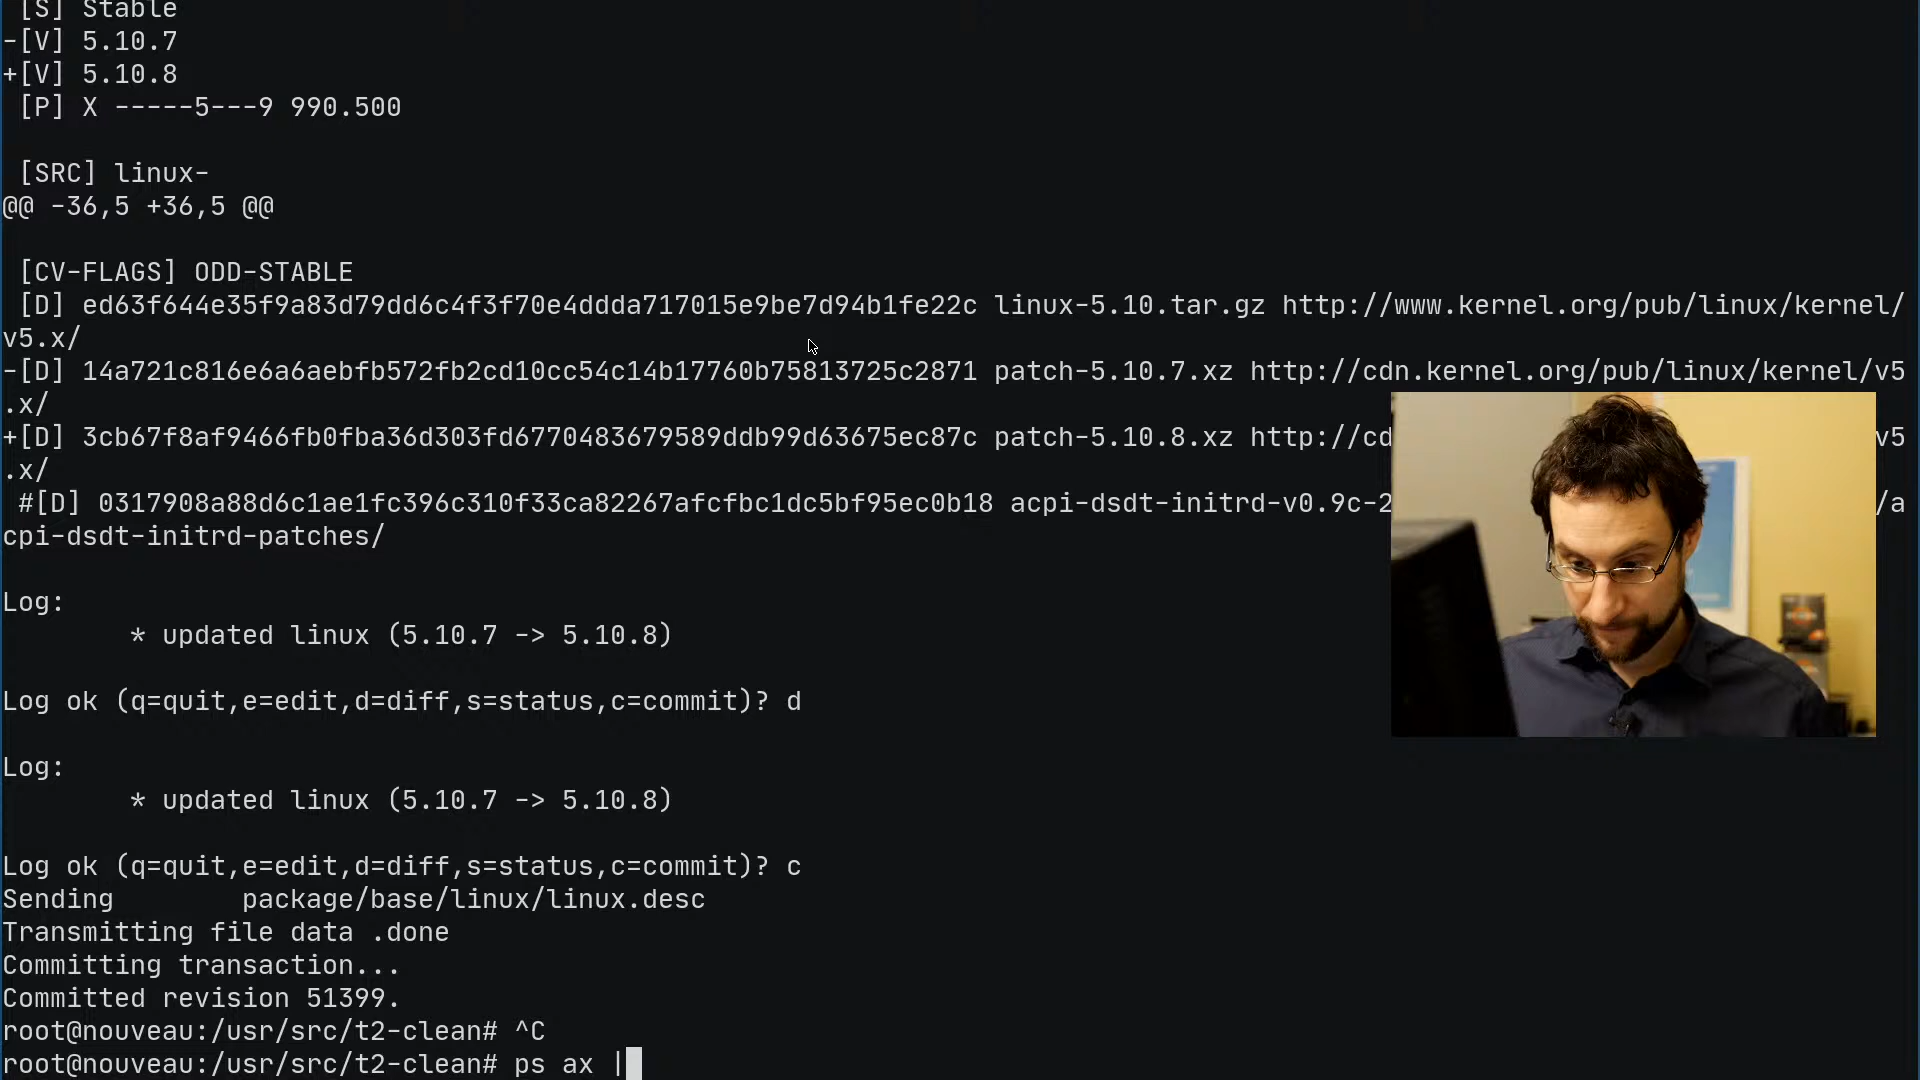 [S] Stable
-[V] 5.10.7
+[V] 5.10.8
[P] X -----5---9 990.500
[SRC] linux-
@@ -36,5 +36,5 @@
[CV-FLAGS] ODD-STABLE
[D] ed63f644e35f9a83d79dd6c4f3f70e4ddda717015e9be7d94b1fe22c linux-5.10.tar.gz http://www.kernel.org/pub/linux/kernel/
v5.x/
-[D] 14a721c816e6a6aebfb572fb2cd10cc54c14b17760b75813725c2871 patch-5.10.7.xz http://cdn.kernel.org/pub/linux/kernel/v5
.x/
+[D] 3cb67f8af9466fb0fba36d303fd6770483679589ddb99d63675ec87c patch-5.10.8.xz http://cd v5
.x/
#[D] 0317908a88d6c1ae1fc396c310f33ca82267afcfbc1dc5bf95ec0b18 acpi-dsdt-initrd-v0.9c-2 /a
cpi-dsdt-initrd-patches/
Log:
* updated linux (5.10.7 -> 5.10.8)
Log ok (q=quit,e=edit,d=diff,s=status,c=commit)? d
Log:
* updated linux (5.10.7 -> 5.10.8)
Log ok (q=quit,e=edit,d=diff,s=status,c=commit)? c
Sending package/base/linux/linux.desc
Transmitting file data .done
Committing transaction...
Committed revision 51399.
root@nouveau:/usr/src/t2-clean# ^C
root@nouveau:/usr/src/t2-clean# ps ax |